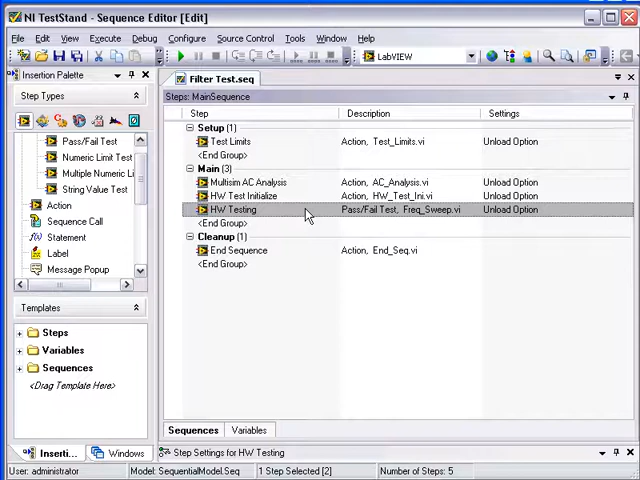 NI TestStand - Sequence Editor [Edit]
File Edit View Execute Debug Configure Source Control Tools Window Help
LabVIEW
Insertion Palette
Filter Test.seq
Step Types
Steps: MainSequence
Step Description Settings
Setup (1)
Test Limits Action, Test_Limits.vi Unload Option
<End Group>
Main (3)
Multisim AC Analysis Action, AC_Analysis.vi Unload Option
HW Test Initialize Action, HW_Test_Ini.vi Unload Option
HW Testing Pass/Fail Test, Freq_Sweep.vi Unload Option
<End Group>
Cleanup (1)
End Sequence Action, End_Seq.vi Unload Option
<End Group>
Pass/Fail Test
Numeric Limit Test
Multiple Numeric Li
String Value Test
Action
Sequence Call
Statement
Label
Message Popup
Templates
Steps
Variables
Sequences
<Drag Template Here>
Sequences Variables
Inserti... Windows
Step Settings for HW Testing
User: administrator Model: SequentialModel.Seq 1 Step Selected [2] Number of Steps: 5